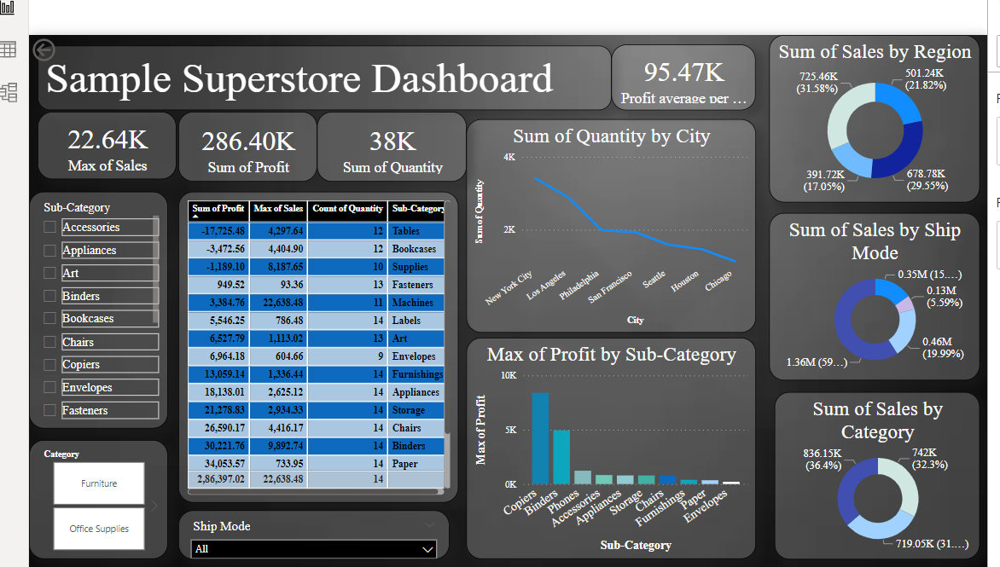 Sample Superstore Dashboard
95.47K
Profit average per ...
22.64K
Max of Sales
286.40K
Sum of Profit
38K
Sum of Quantity
Sub-Category
Accessories
Appliances
Art
Binders
Bookcases
Chairs
Copiers
Envelopes
Fasteners
Category
Furniture
Office Supplies
Sum of Profit Max of Sales Count of Quantity Sub-Category
-17,725.48 4,297.64 12 Tables
-3,472.56 4,404.90 12 Bookcases
-1,189.10 8,187.65 10 Supplies
949.52 93.36 13 Fasteners
3,384.76 22,638.48 11 Machines
5,546.25 786.48 14 Labels
6,527.79 1,113.02 13 Art
6,964.18 604.66 9 Envelopes
13,059.14 1,336.44 14 Furnishings
18,138.01 2,625.12 14 Appliances
21,278.83 2,934.33 14 Storage
26,590.17 4,416.17 14 Chairs
30,221.76 9,892.74 14 Binders
34,053.57 733.95 14 Paper
2,86,397.02 22,638.48 14
Ship Mode
All
Sum of Quantity by City
4K
2K
Sum of Quantity
New York City
Los Angeles
Philadelphia
San Francisco
Seattle
Houston
Chicago
City
Max of Profit by Sub-Category
10K
5K
0K
Max of Profit
Copiers
Binders
Phones
Accessories
Appliances
Storage
Chairs
Furnishings
Paper
Envelopes
Sub-Category
Sum of Sales by Region
725.46K
(31.58%)
501.24K
(21.82%)
391.72K
(17.05%)
678.78K
(29.55%)
Sum of Sales by Ship
Mode
0.35M (15....)
0.13M
(5.59%)
0.46M
(19.99%)
1.36M (59...)
Sum of Sales by
Category
836.15K
(36.4%)
742K
(32.3%)
719.05K (31....)